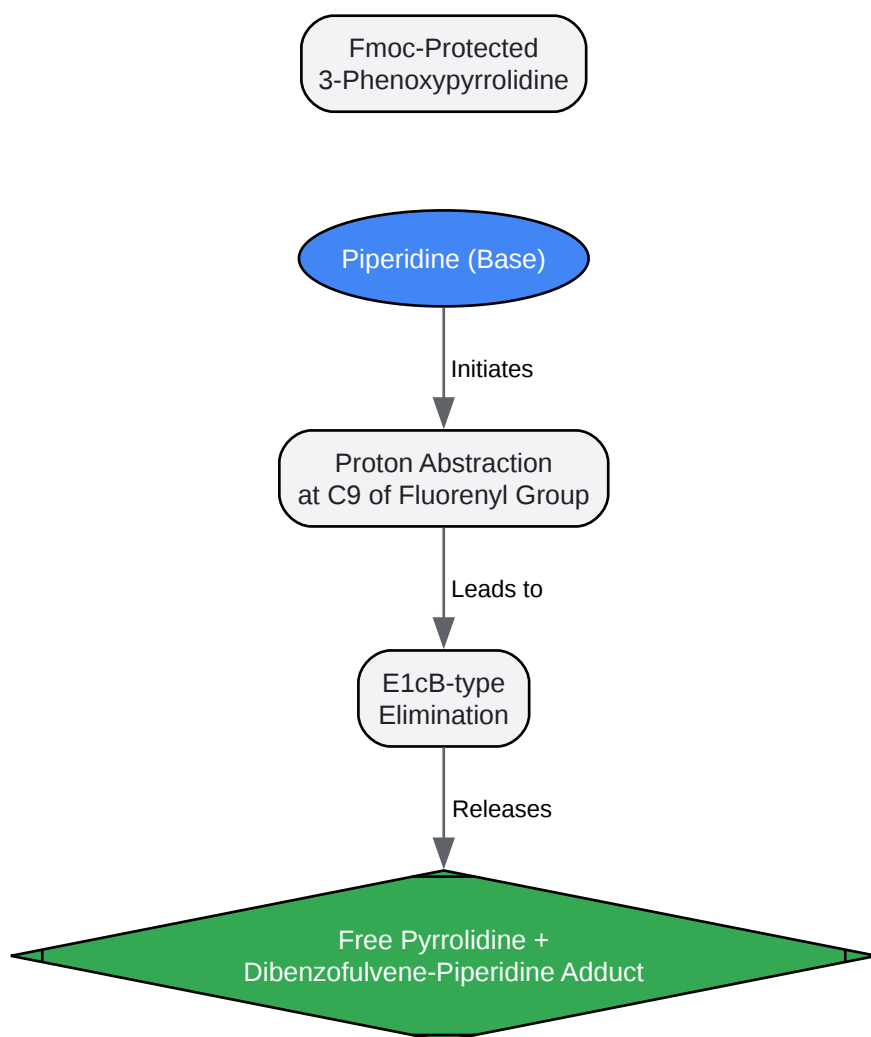 Fmoc-Protected
3-Phenoxypyrrolidine
Piperidine (Base)
Initiates
Proton Abstraction
at C9 of Fluorenyl Group
Leads to
E1cB-type
Elimination
Releases
Free Pyrrolidine +
Dibenzofulvene-Piperidine Adduct